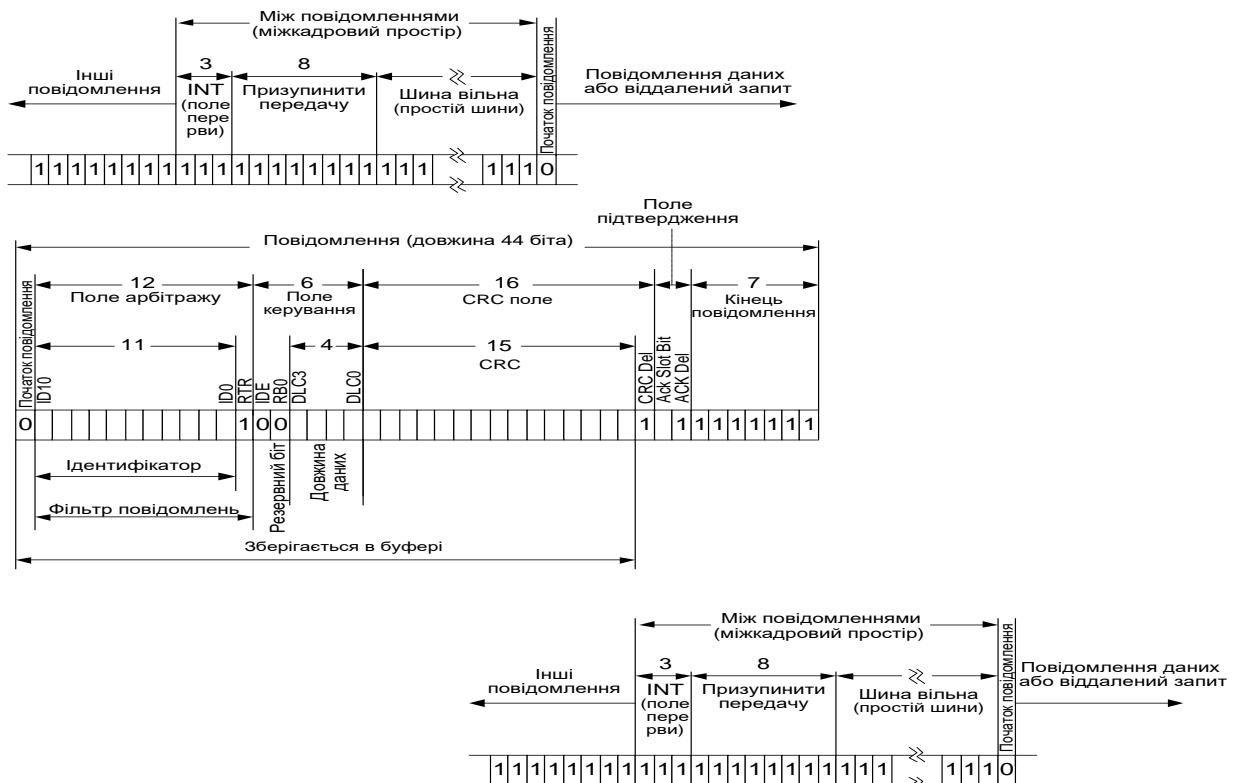 Між повідомленнями
(міжкадровий простір)
Інші
повідомлення
3
INT
(поле
пере
рви)
8
Призупинити
передачу
Шина вільна
(простій шини)
Початок повідомлення
Повідомлення даних
або віддалений запит
1 1 1 1 1 1 1 1 1 1 1 1 1 1 1 1 1 1 1 1 1 1 1 1 1 0
Поле
підтвердження
Повідомлення (довжина 44 біта)
Початок повідомлення
12
Поле арбітражу
6
Поле
керування
16
CRC поле
7
Кінець
повідомлення
11
4
15
CRC
ID10
ID0
RTR
IDE
RB0
DLC3
DLC0
CRC Del
Ack Slot Bit
ACK Del
0 1 0 0 1 1 1 1 1 1 1 1 1
Ідентифікатор
Резервний біт
Довжина
даних
Фільтр повідомлень
Зберігається в буфері
Між повідомленнями
(міжкадровий простір)
Інші
повідомлення
3
INT
(поле
пере
рви)
8
Призупинити
передачу
Шина вільна
(простій шини)
Початок повідомлення
Повідомлення даних
або віддалений запит
1 1 1 1 1 1 1 1 1 1 1 1 1 1 1 1 1 1 1 1 1 1 1 1 1 0